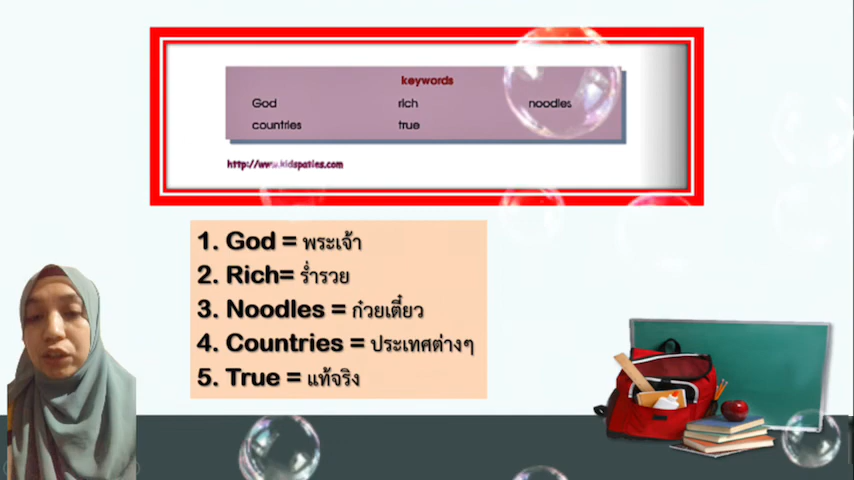 keywords
God rich noodles
countries true
http://www.kidspaties.com
1. God = พระเจ้า
2. Rich= ร่ำรวย
3. Noodles = ก๋วยเตี๋ยว
4. Countries = ประเทศต่างๆ
5. True = แท้จริง